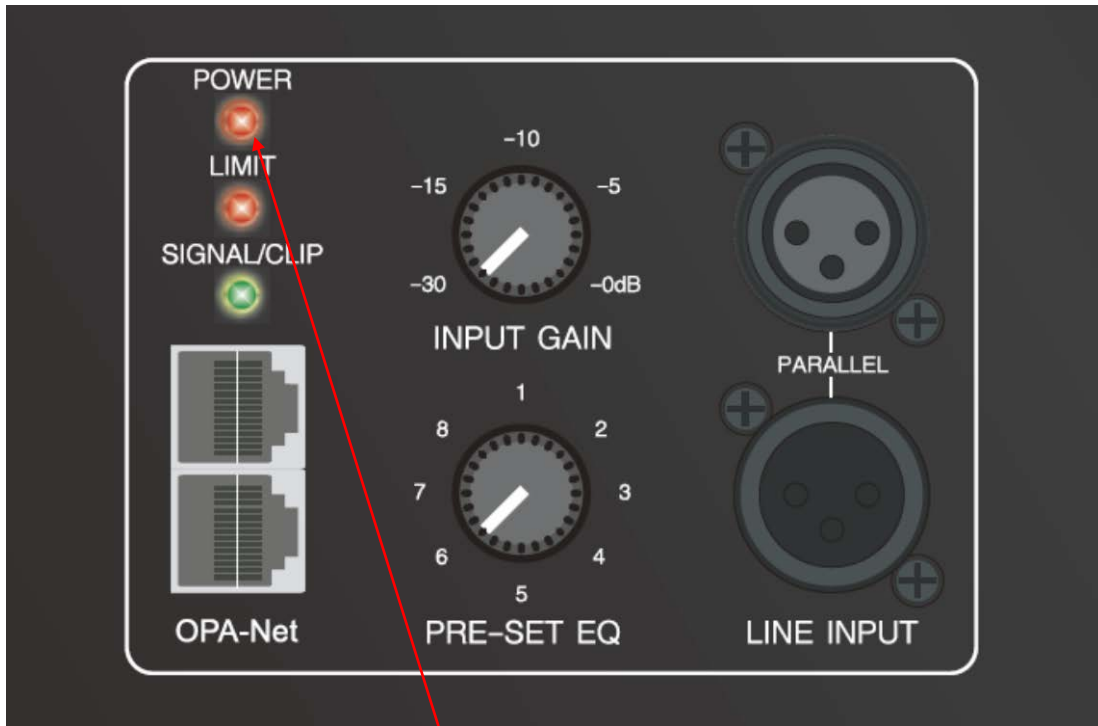 POWER
LIMIT
SIGNAL/CLIP
OPA-Net
-10
-15
-5
-30
-0dB
INPUT GAIN
1
8
2
7
3
6
4
5
PRE-SET EQ
PARALLEL
LINE INPUT